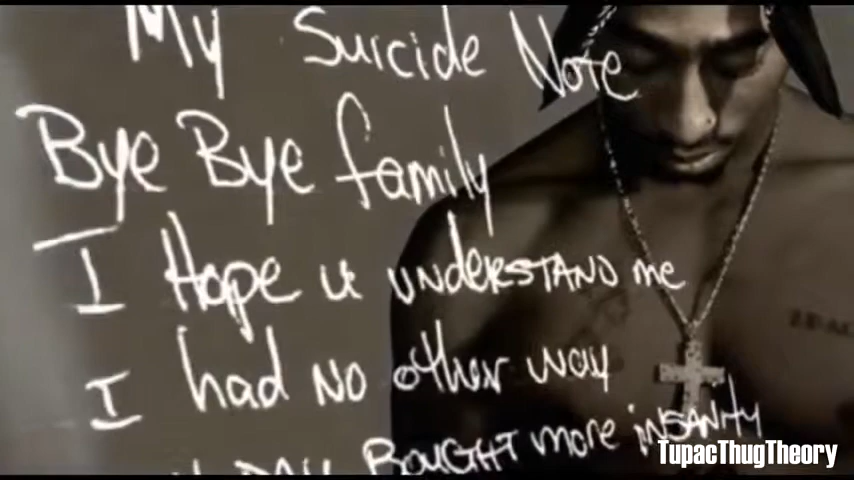 My Suicide Note
Bye Bye family
I Hope u understand me
I had no other way
BOUGHT more insanity
TupacThugTheory